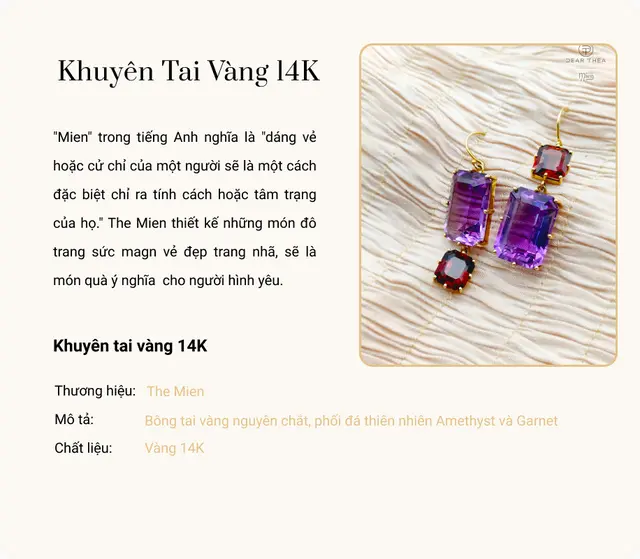 Khuyên Tai Vàng 14K
DEAR THEA
"Mien" trong tiếng Anh nghĩa là "dáng vẻ
hoặc cử chỉ của một người sẽ là một cách
đặc biệt chỉ ra tính cách hoặc tâm trạng
của họ." The Mien thiết kế những món đô
trang sức magn vẻ đẹp trang nhã, sẽ là
món quà ý nghĩa cho người hình yêu.
Khuyên tai vàng 14K
Thương hiệu: The Mien
Mô tả: Bông tai vàng nguyên chất, phối đá thiên nhiên Amethyst và Garnet
Chất liệu: Vàng 14K